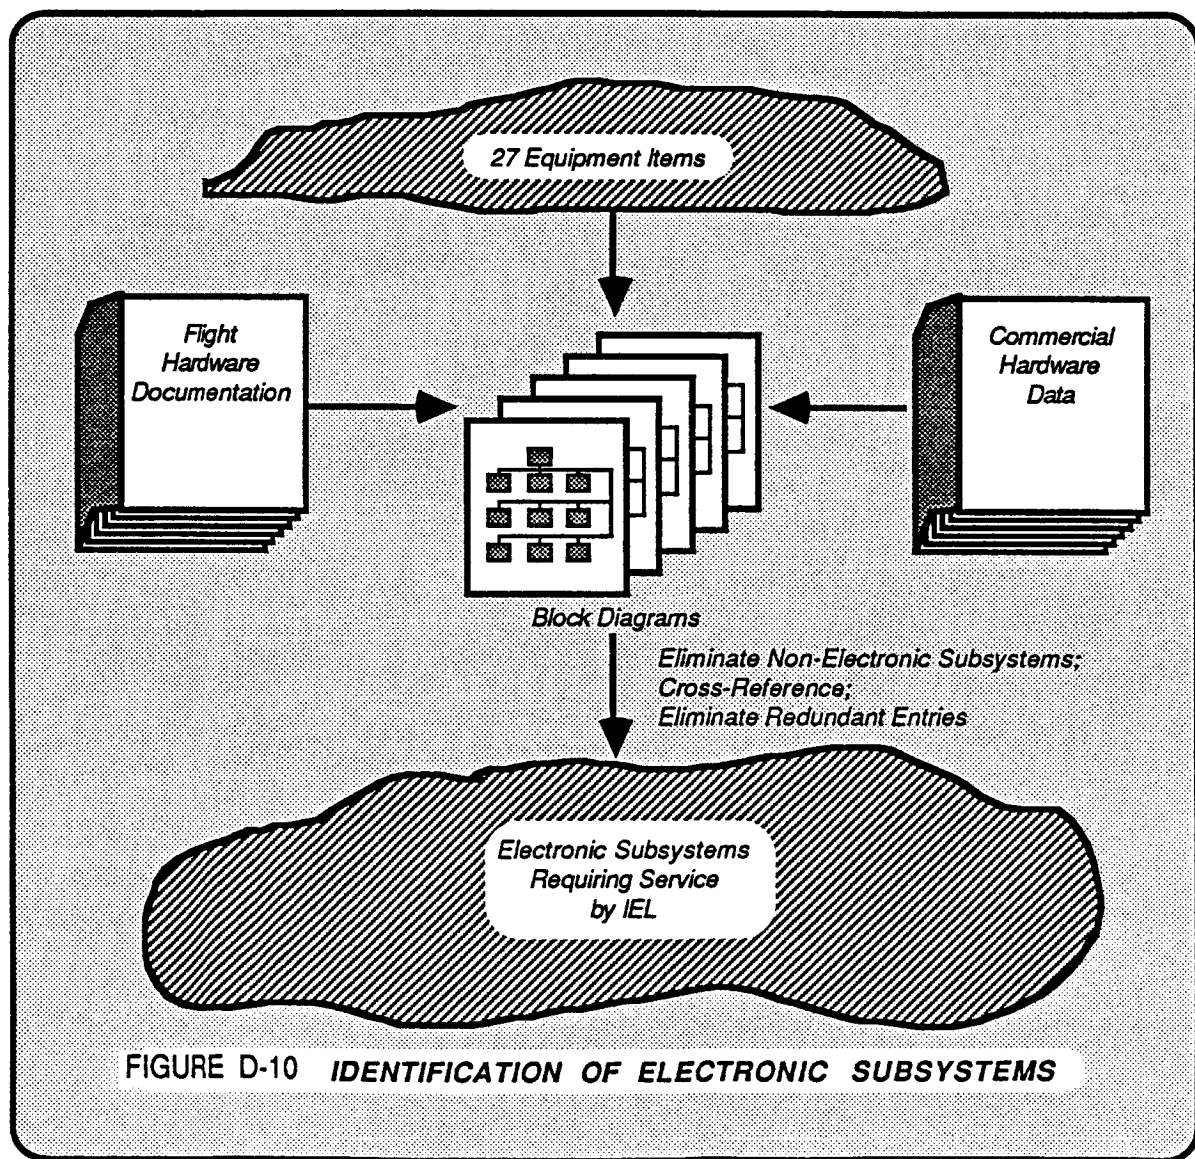 27 Equipment Items
Flight
Hardware
Documentation
Commercial
Hardware
Data
Block Diagrams
Eliminate Non-Electronic Subsystems;
Cross-Reference;
Eliminate Redundant Entries
Electronic Subsystems
Requiring Service
by IEL
FIGURE D-10 IDENTIFICATION OF ELECTRONIC SUBSYSTEMS